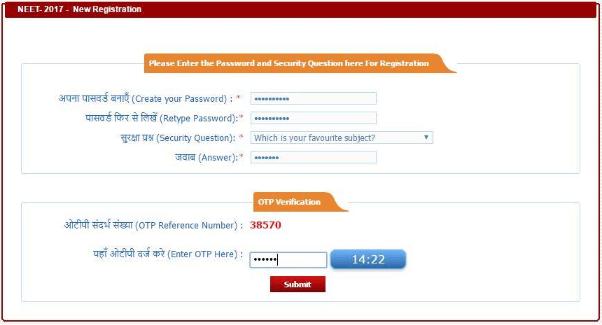 NEET- 2017 - New Registration
Please Enter the Password and Security Question here For Registration
अपना पासवर्ड बनाएँ (Create your Password) : * ••••••••••
पासवर्ड फिर से लिखें (Retype Password):* ••••••••••
सुरक्षा प्रश्न (Security Question): * Which is your favourite subject?
जवाब (Answer):* •••••••
OTP Verification
ओटीपी संदर्भ संख्या (OTP Reference Number) : 38570
यहाँ ओटीपी दर्ज करे (Enter OTP Here) : •••••• 14:22
Submit